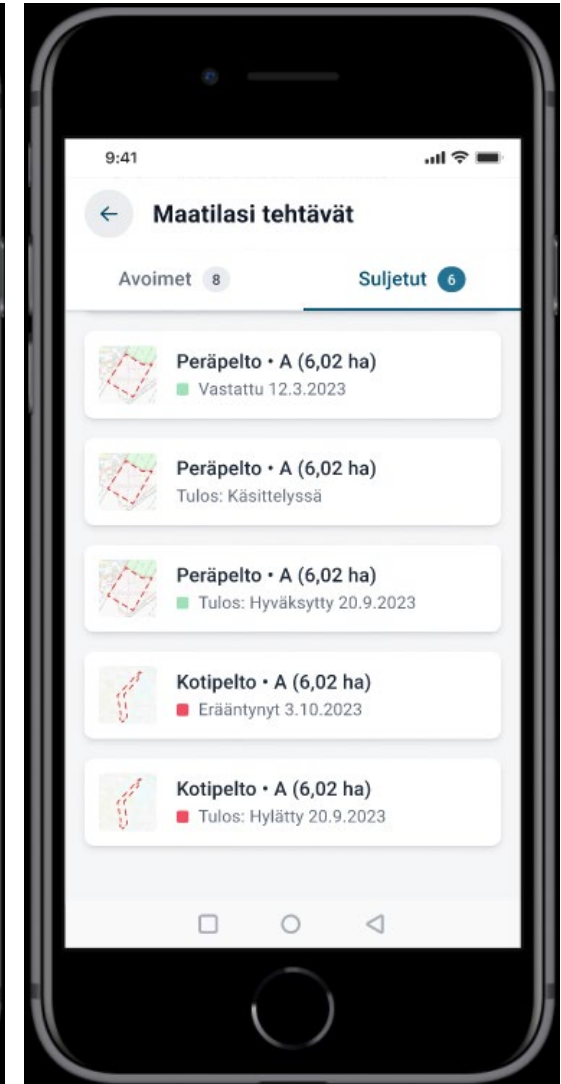 9:41
Maatilasi tehtävät
Avoimet 8
Suljetut 6
Peräpelto • A (6,02 ha)
Vastattu 12.3.2023
Peräpelto • A (6,02 ha)
Tulos: Käsittelyssä
Peräpelto • A (6,02 ha)
Tulos: Hyväksytty 20.9.2023
Kotipelto • A (6,02 ha)
Erääntynyt 3.10.2023
Kotipelto • A (6,02 ha)
Tulos: Hylätty 20.9.2023